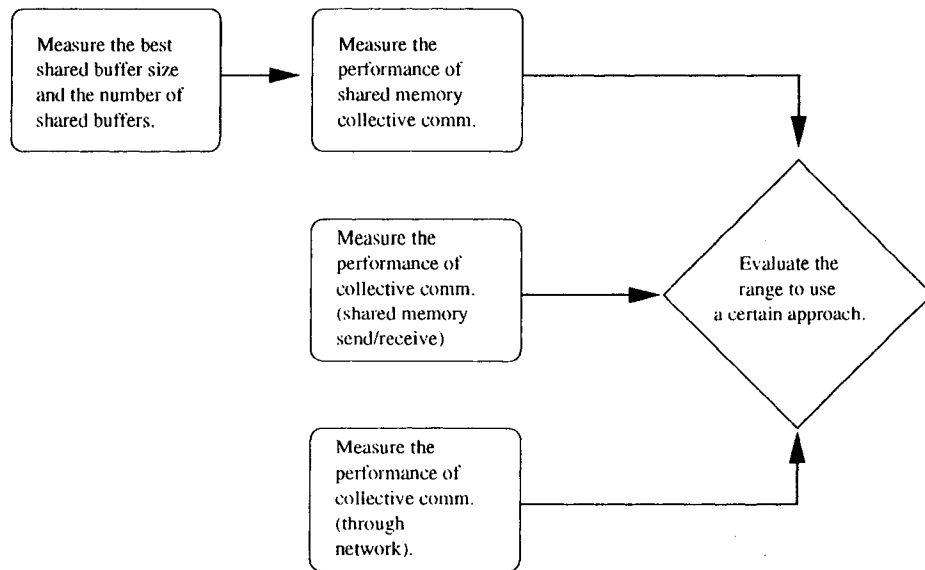 Measure the best
shared buffer size
and the number of
shared buffers.
Measure the
performance of
shared memory
collective comm.
Measure the
performance of
collective comm.
(shared memory
send/receive)
Evaluate the
range to use
a certain approach.
Measure the
performance of
collective comm.
(through
network).